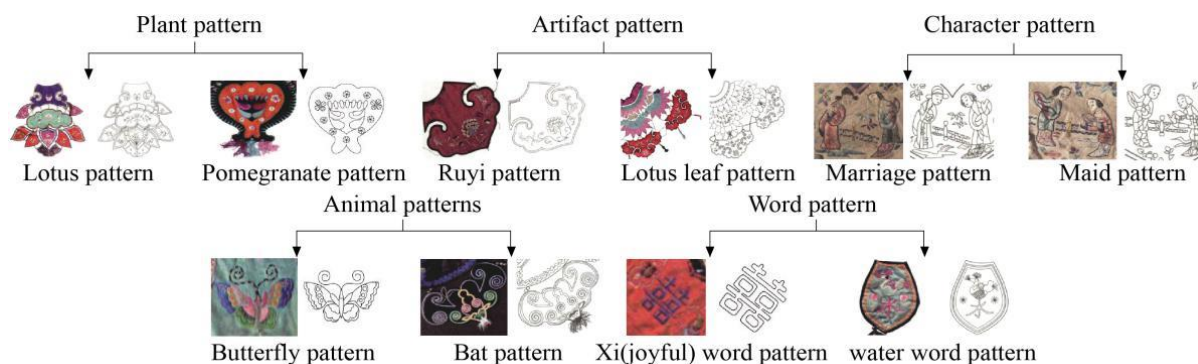 Plant pattern
Artifact pattern
Character pattern
Lotus pattern
Pomegranate pattern
Ruyi pattern
Lotus leaf pattern
Marriage pattern
Maid pattern
Animal patterns
Word pattern
Butterfly pattern
Bat pattern
Xi(joyful) word pattern
water word pattern